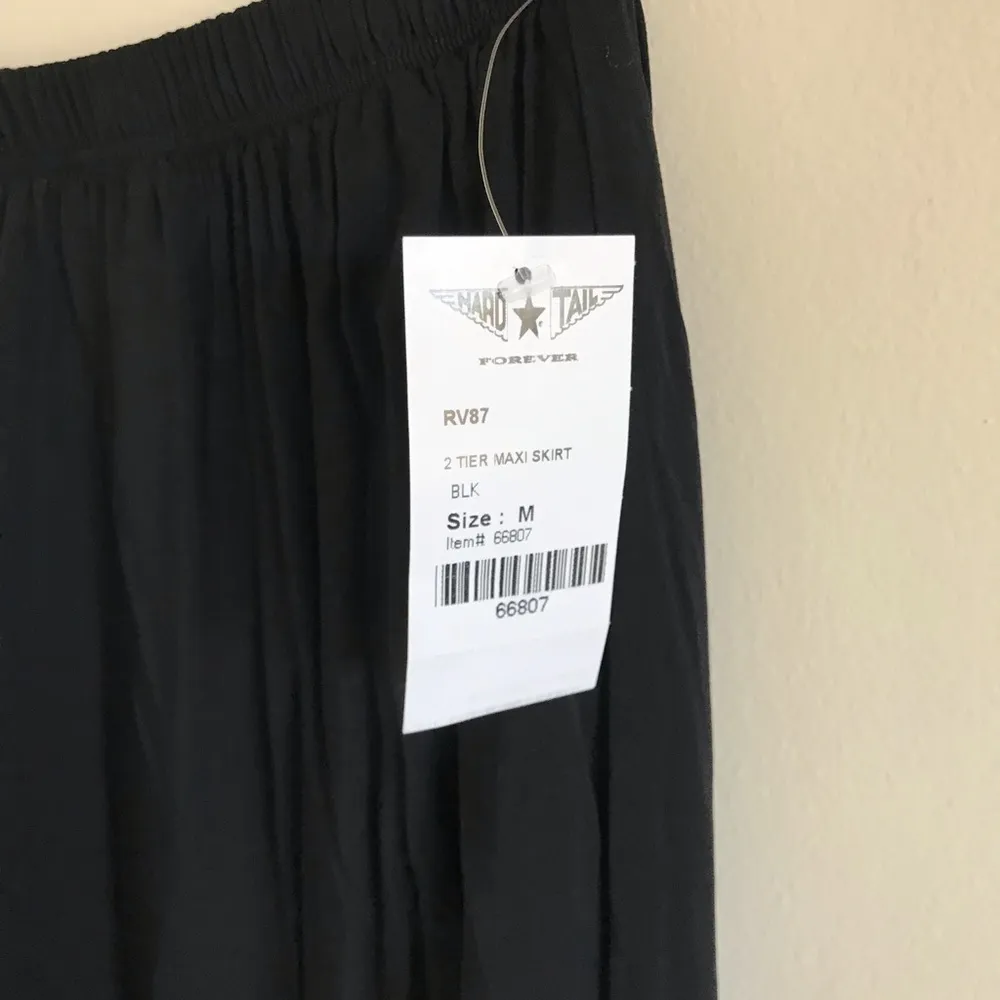 HARD TAIL
FOREVER
RV87
2 TIER MAXI SKIRT
BLK
Size : M
Item# 66807
66807